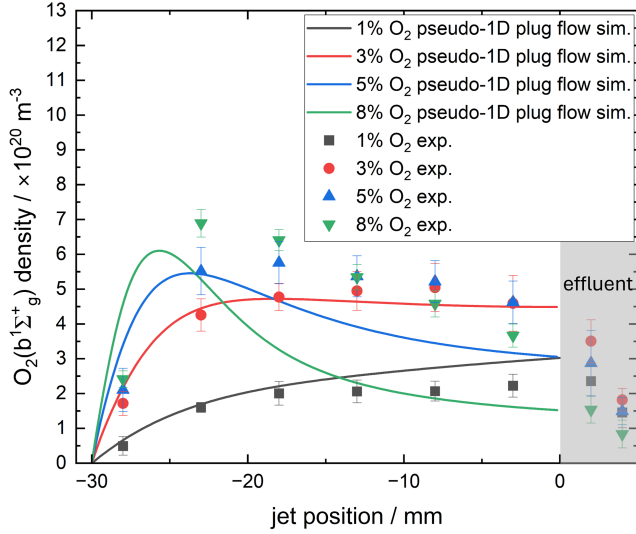 13
12
11
10
9
8
7
6
5
4
3
2
1
0
O₂(b¹Σ⁺g) density / ×10²⁰ m⁻³
1% O₂ pseudo-1D plug flow sim.
3% O₂ pseudo-1D plug flow sim.
5% O₂ pseudo-1D plug flow sim.
8% O₂ pseudo-1D plug flow sim.
1% O₂ exp.
3% O₂ exp.
5% O₂ exp.
8% O₂ exp.
effluent
−30 −20 −10 0
jet position / mm